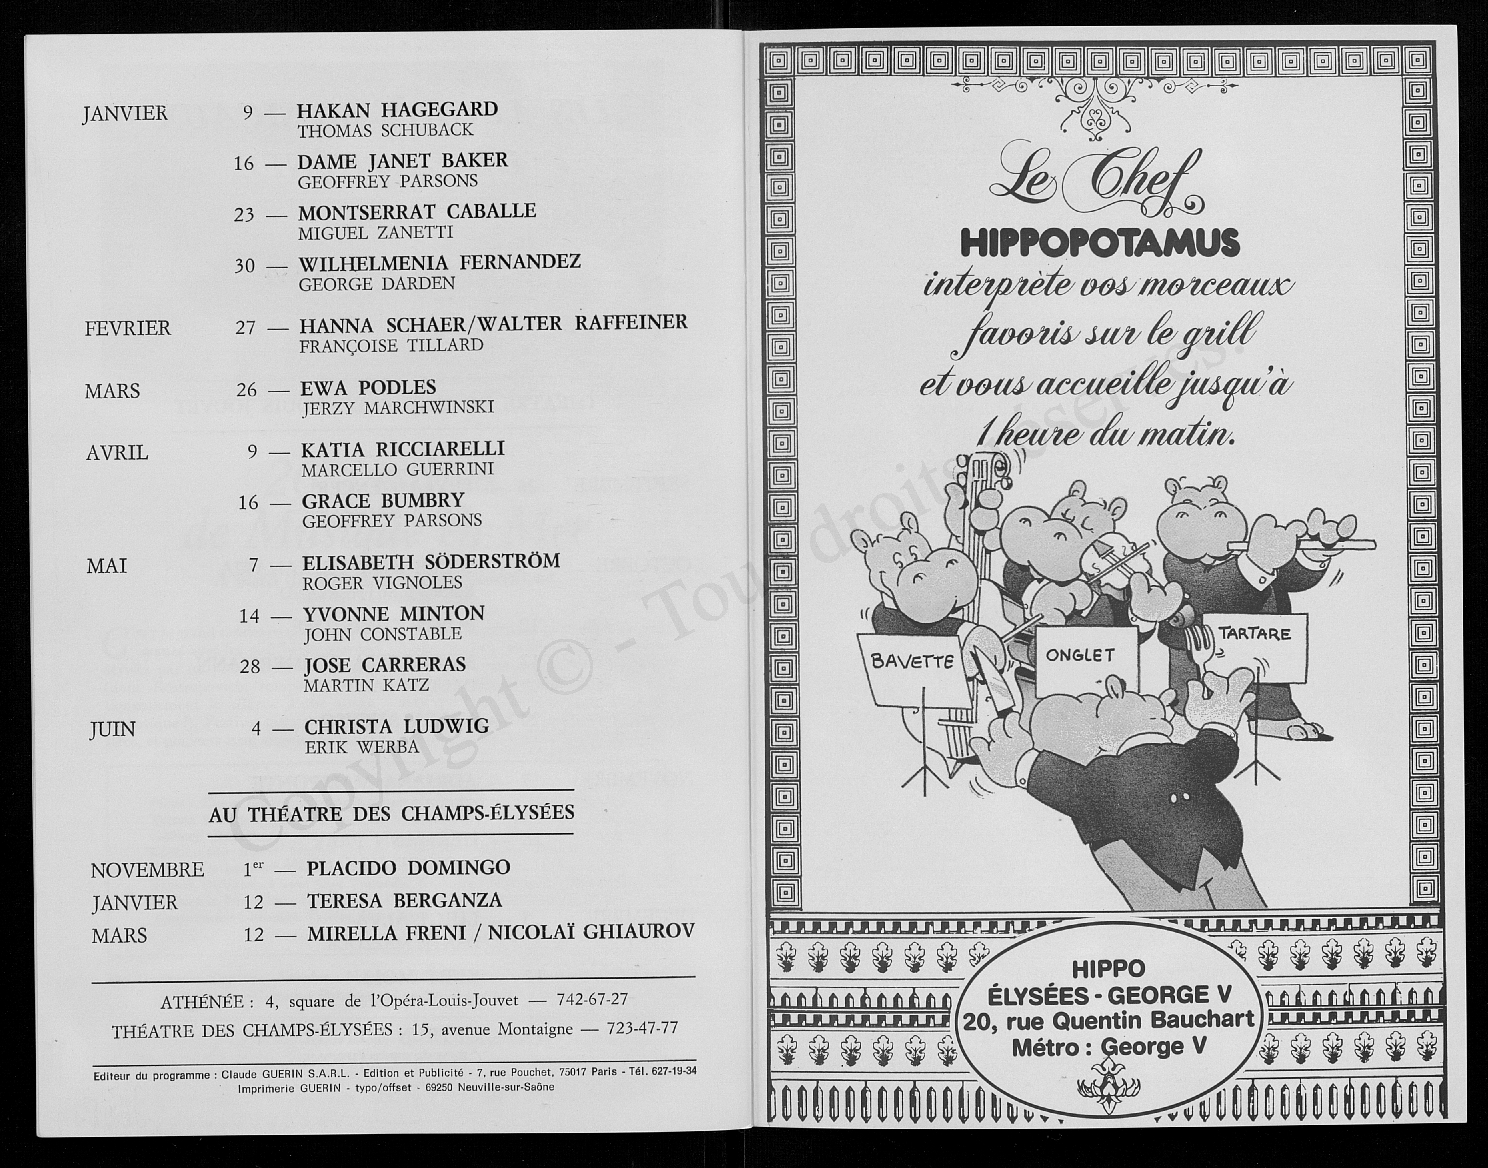 JANVIER 9 — HAKAN HAGEGARD
THOMAS SCHUBACK
16 — DAME JANET BAKER
GEOFFREY PARSONS
23 — MONTSERRAT CABALLE
MIGUEL ZANETTI
30 — WILHELMENIA FERNANDEZ
GEORGE DARDEN
FEVRIER 27 — HANNA SCHAER/WALTER RAFFEINER
FRANÇOISE TILLARD
MARS 26 — EWA PODLES
JERZY MARCHWINSKI
AVRIL 9 — KATIA RICCIARELLI
MARCELLO GUERRINI
16 — GRACE BUMBRY
GEOFFREY PARSONS
MAI 7 — ELISABETH SÖDERSTRÖM
ROGER VIGNOLES
14 — YVONNE MINTON
JOHN CONSTABLE
28 — JOSE CARRERAS
MARTIN KATZ
JUIN 4 — CHRISTA LUDWIG
ERIK WERBA
AU THÉATRE DES CHAMPS-ÉLYSÉES
NOVEMBRE 1er — PLACIDO DOMINGO
JANVIER 12 — TERESA BERGANZA
MARS 12 — MIRELLA FRENI / NICOLAÏ GHIAUROV
ATHÉNÉE : 4, square de l'Opéra-Louis-Jouvet — 742-67-27
THÉATRE DES CHAMPS-ÉLYSÉES : 15, avenue Montaigne — 723-47-77
Editeur du programme : Claude GUERIN S.A.R.L. - Edition et Publicité - 7, rue Pouchet, 75017 Paris - Tél. 627-19-34
Imprimerie GUERIN - typo/offset - 69250 Neuville-sur-Saône
Le Chef
HIPPOPOTAMUS
interprète vos morceaux
favoris sur le grill
et vous accueille jusqu'à
1 heure du matin.
BAVETTE
ONGLET
TARTARE
HIPPO
ÉLYSÉES - GEORGE V
20, rue Quentin Bauchart
Métro : George V
Copyright © - Tous droits réservés.